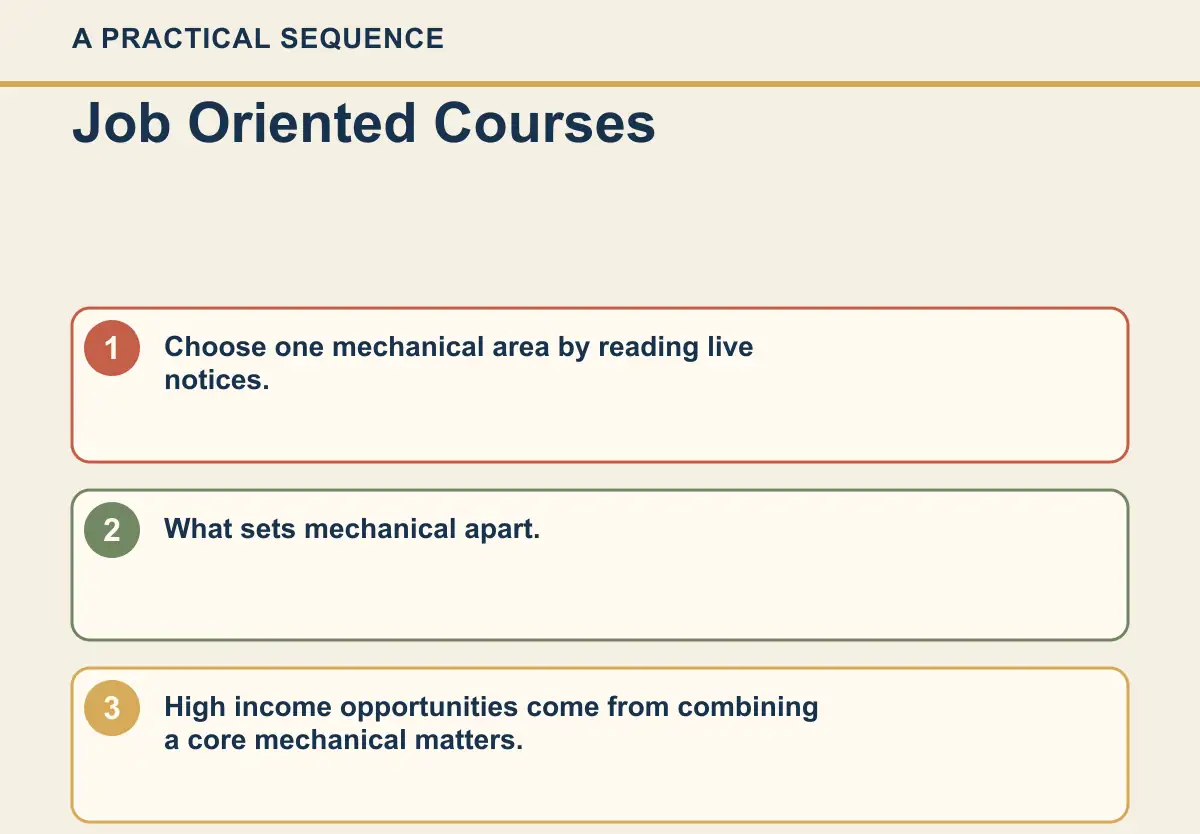 A PRACTICAL SEQUENCE
Job Oriented Courses
1
Choose one mechanical area by reading live
notices.
2
What sets mechanical apart.
3
High income opportunities come from combining
a core mechanical matters.